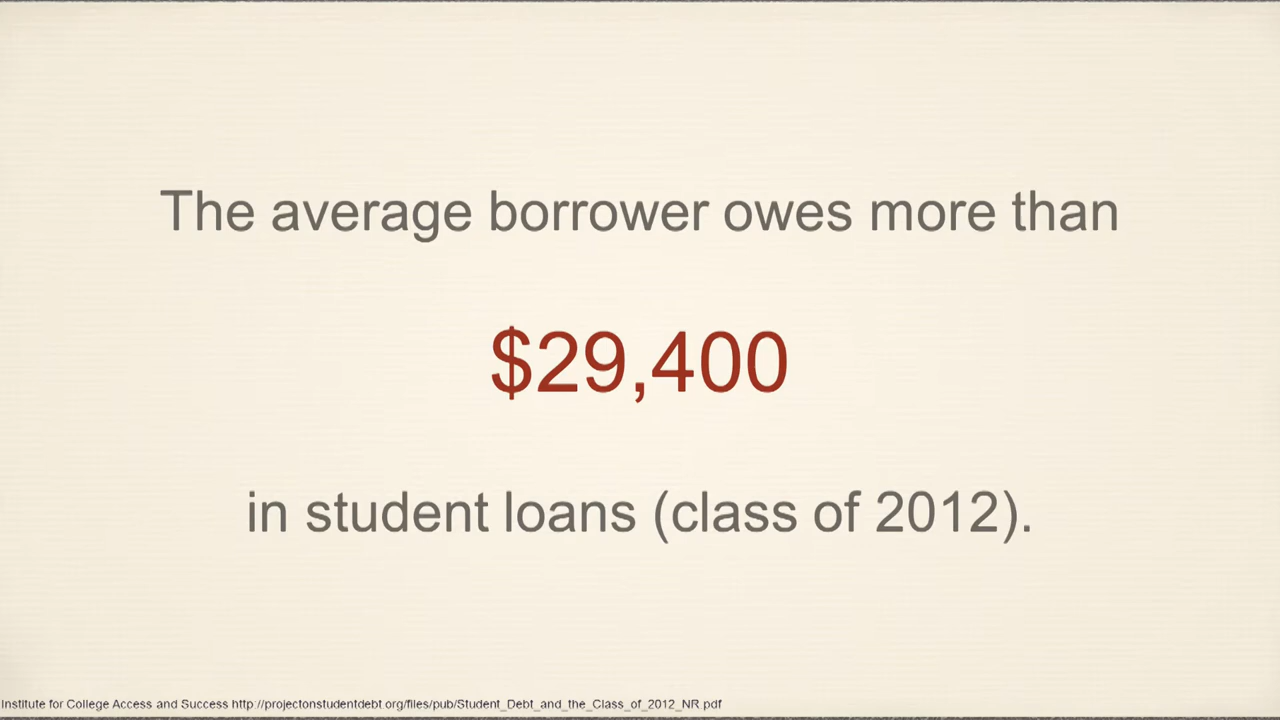 The average borrower owes more than
$29,400
in student loans (class of 2012).
Institute for College Access and Success http://projectonstudentdebt org/files/pub/Student_Debt_and_the_Class_of_2012_NR.pdf